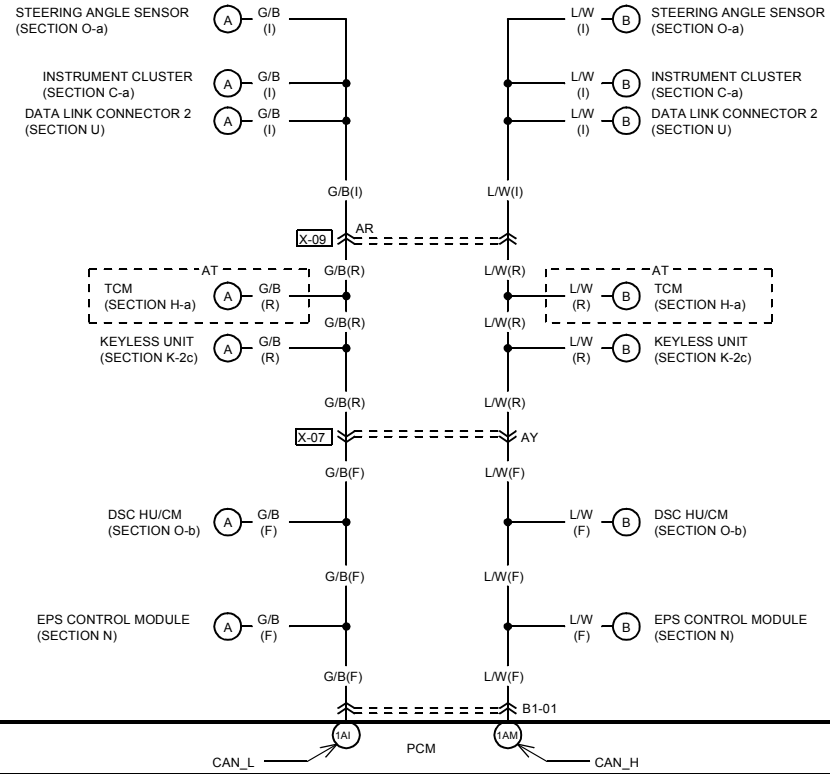 STEERING ANGLE SENSOR
(SECTION O-a)
A
G/B
(I)
L/W
(I)
B
STEERING ANGLE SENSOR
(SECTION O-a)
INSTRUMENT CLUSTER
(SECTION C-a)
A
G/B
(I)
L/W
(I)
B
INSTRUMENT CLUSTER
(SECTION C-a)
DATA LINK CONNECTOR 2
(SECTION U)
A
G/B
(I)
L/W
(I)
B
DATA LINK CONNECTOR 2
(SECTION U)
G/B(I)
L/W(I)
X-09
AR
G/B(R)
L/W(R)
AT
TCM
(SECTION H-a)
A
G/B
(R)
AT
L/W
(R)
B
TCM
(SECTION H-a)
G/B(R)
L/W(R)
KEYLESS UNIT
(SECTION K-2c)
A
G/B
(R)
L/W
(R)
B
KEYLESS UNIT
(SECTION K-2c)
G/B(R)
L/W(R)
X-07
AY
G/B(F)
L/W(F)
DSC HU/CM
(SECTION O-b)
A
G/B
(F)
L/W
(F)
B
DSC HU/CM
(SECTION O-b)
G/B(F)
L/W(F)
EPS CONTROL MODULE
(SECTION N)
A
G/B
(F)
L/W
(F)
B
EPS CONTROL MODULE
(SECTION N)
G/B(F)
L/W(F)
B1-01
1AI
PCM
1AM
CAN_L
CAN_H